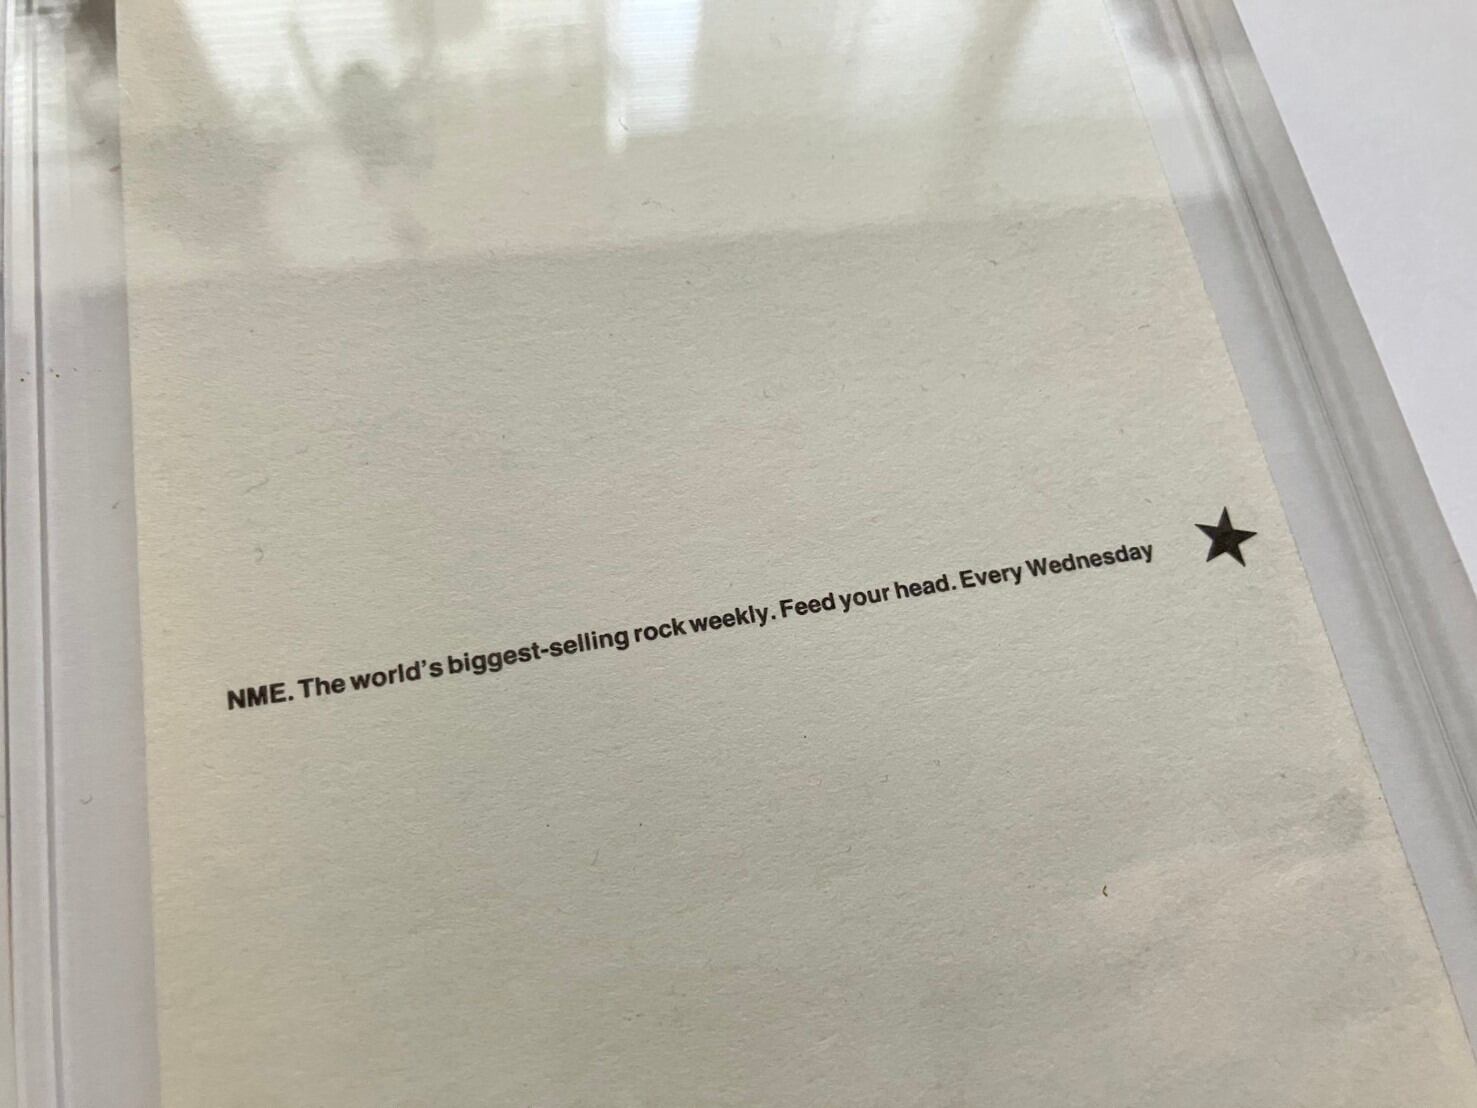 NME. The world's biggest-selling rock weekly. Feed your head. Every Wednesday